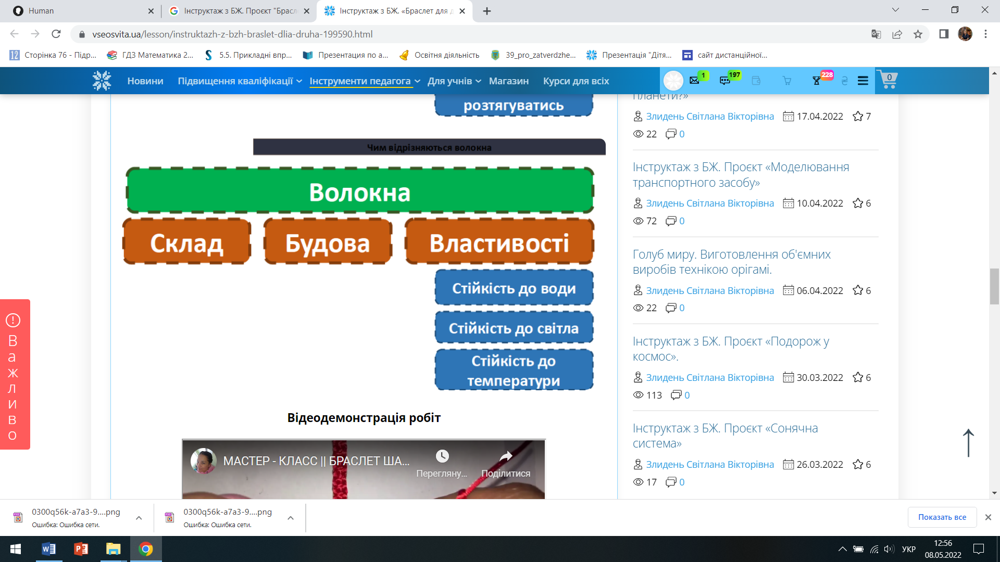 Human
Інструктаж з БЖ. Проєкт "Брасл
Інструктаж з БЖ. «Браслет для д
vseosvita.ua/lesson/instruktazh-z-bzh-braslet-dlia-druha-199590.html
Сторінка 76 - Підр...
ГДЗ Математика 2...
5.5. Прикладні впр...
Презентация по а...
Освітня діяльність
39_pro_zatverdzhe...
Презентація "Дітя...
сайт дистанційної...
Новини
Підвищення кваліфікації
Інструменти педагога
Для учнів
Магазин
Курси для всіх
1
197
228
0
розтягуватись
Чим відрізняються волокна
Волокна
Склад
Будова
Властивості
Стійкість до води
Стійкість до світла
Стійкість до
температури
Відеодемонстрація робіт
МАСТЕР - КЛАСС || БРАСЛЕТ ША...
Перегляну...
Поділитися
планети?»
Злидень Світлана Вікторівна 17.04.2022 7
22 0
Інструктаж з БЖ. Проєкт «Моделювання
транспортного засобу»
Злидень Світлана Вікторівна 10.04.2022 6
72 0
Голуб миру. Виготовлення об'ємних
виробів технікою орігамі.
Злидень Світлана Вікторівна 06.04.2022 6
22 0
Інструктаж з БЖ. Проєкт «Подорож у
космос».
Злидень Світлана Вікторівна 30.03.2022 6
113 0
Інструктаж з БЖ. Проєкт «Сонячна
система»
Злидень Світлана Вікторівна 26.03.2022 6
17 0
Важливо
0300q56k-a7a3-9....png
Ошибка: Ошибка сети.
0300q56k-a7a3-9....png
Ошибка: Ошибка сети.
Показать все
УКР
12:56
08.05.2022